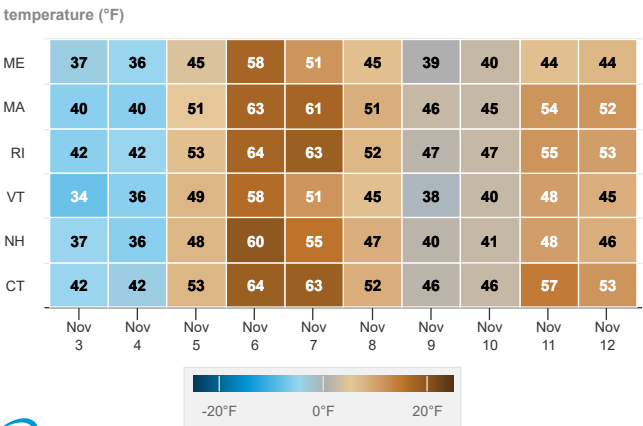 temperature (°F)
ME 37 36 45 58 51 45 39 40 44 44
MA 40 40 51 63 61 51 46 45 54 52
RI 42 42 53 64 63 52 47 47 55 53
VT 34 36 49 58 51 45 38 40 48 45
NH 37 36 48 60 55 47 40 41 48 46
CT 42 42 53 64 63 52 46 46 57 53
Nov Nov Nov Nov Nov Nov Nov Nov Nov Nov
3 4 5 6 7 8 9 10 11 12
-20°F 0°F 20°F